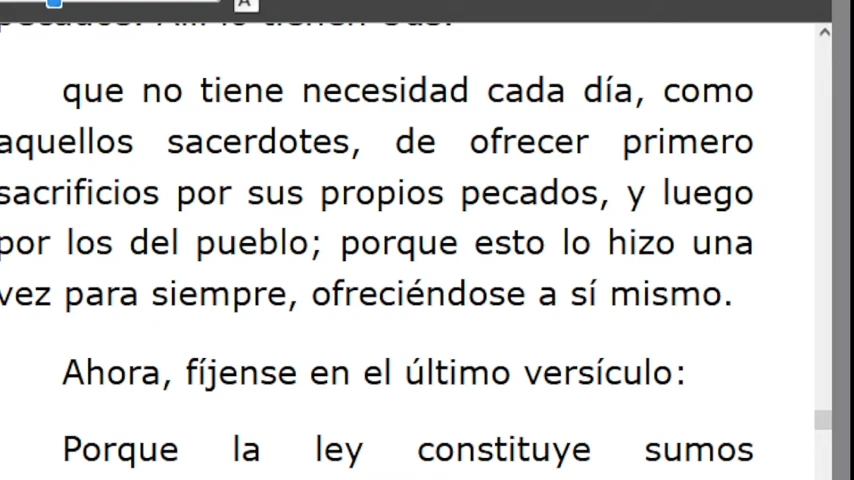 A
que no tiene necesidad cada día, como
aquellos sacerdotes, de ofrecer primero
sacrificios por sus propios pecados, y luego
por los del pueblo; porque esto lo hizo una
vez para siempre, ofreciéndose a sí mismo.
Ahora, fíjense en el último versículo:
Porque la ley constituye sumos